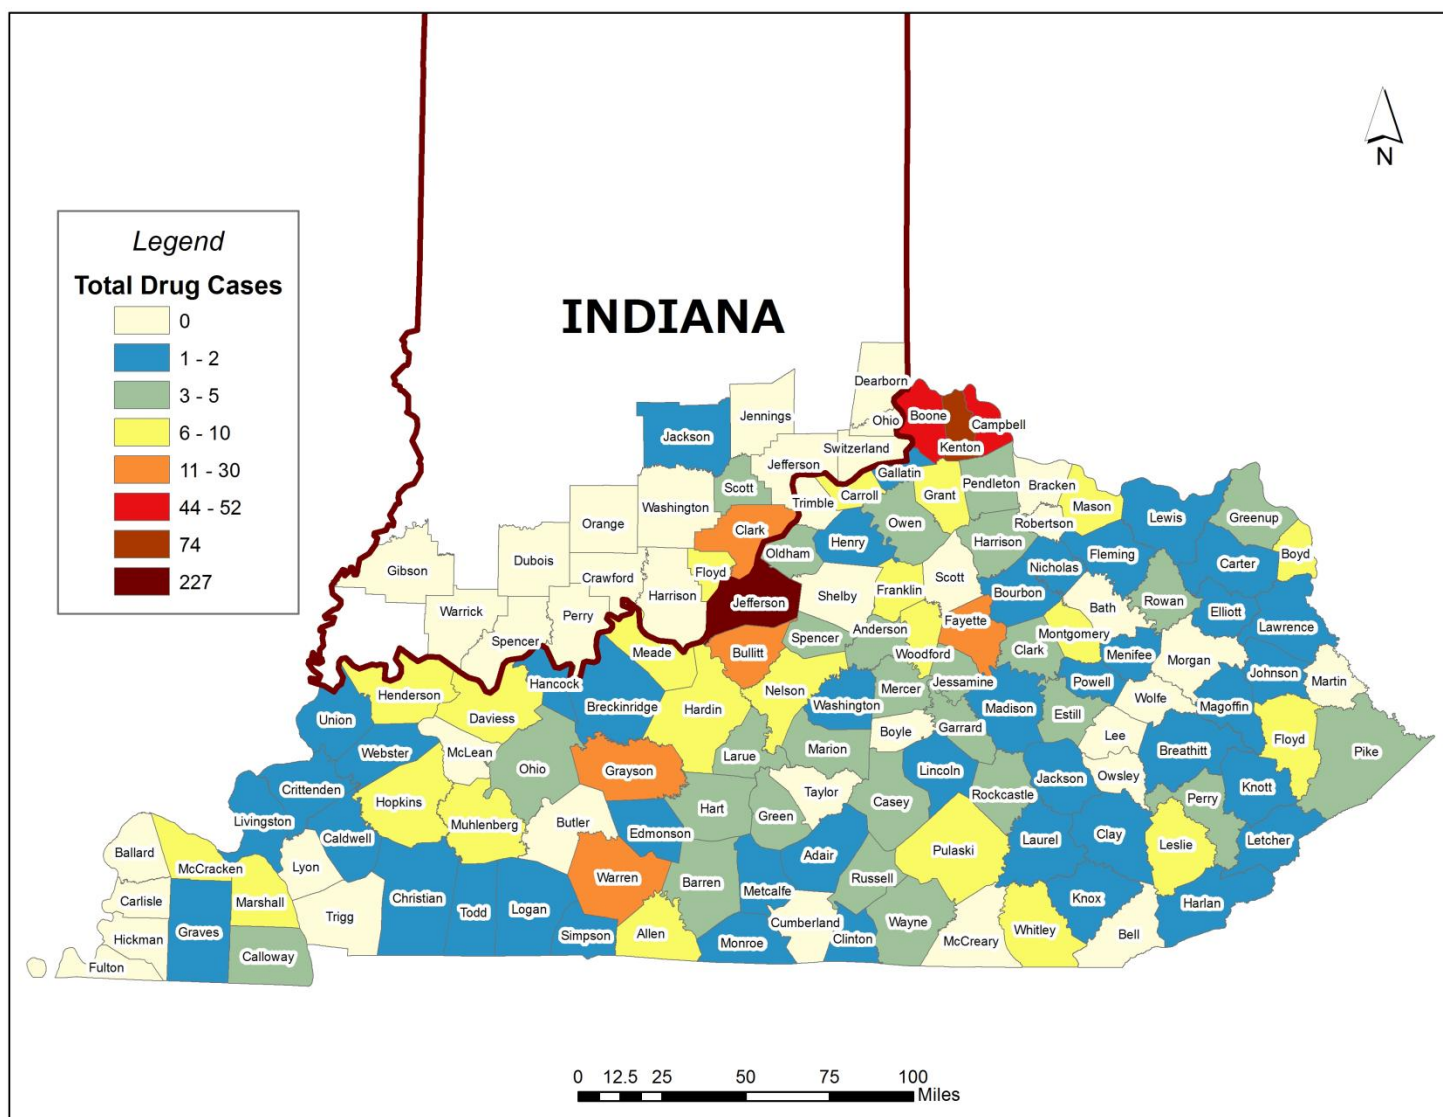 N
Legend
Total Drug Cases
0
1 - 2
3 - 5
6 - 10
11 - 30
44 - 52
74
227
INDIANA
Dearborn
Jennings
Ohio
Boone
Campbell
Jackson
Switzerland
Kenton
Jefferson
Gallatin
Scott
Trimble
Carroll
Grant
Pendleton
Bracken
Mason
Washington
Orange
Clark
Owen
Robertson
Lewis
Greenup
Oldham
Henry
Harrison
Fleming
Boyd
Dubois
Gibson
Crawford
Floyd
Nicholas
Carter
Scott
Harrison
Jefferson
Shelby
Franklin
Bourbon
Bath
Rowan
Elliott
Warrick
Perry
Fayette
Lawrence
Spencer
Spencer
Anderson
Montgomery
Meade
Bullitt
Woodford
Clark
Menifee
Morgan
Johnson
Hancock
Nelson
Mercer
Jessamine
Powell
Martin
Henderson
Daviess
Breckinridge
Hardin
Washington
Madison
Wolfe
Magoffin
Union
Estill
Webster
McLean
Boyle
Garrard
Lee
Floyd
Pike
Ohio
Grayson
Larue
Marion
Breathitt
Lincoln
Jackson
Owsley
Crittenden
Hopkins
Hart
Taylor
Casey
Rockcastle
Perry
Knott
Livingston
Muhlenberg
Butler
Edmonson
Green
Caldwell
Clay
Letcher
Ballard
McCracken
Lyon
Adair
Pulaski
Laurel
Leslie
Warren
Barren
Russell
Carlisle
Marshall
Christian
Metcalfe
Knox
Harlan
Trigg
Todd
Logan
Cumberland
Wayne
Graves
Simpson
Allen
Monroe
Clinton
McCreary
Whitley
Bell
Hickman
Calloway
Fulton
0 12.5 25 50 75 100
Miles